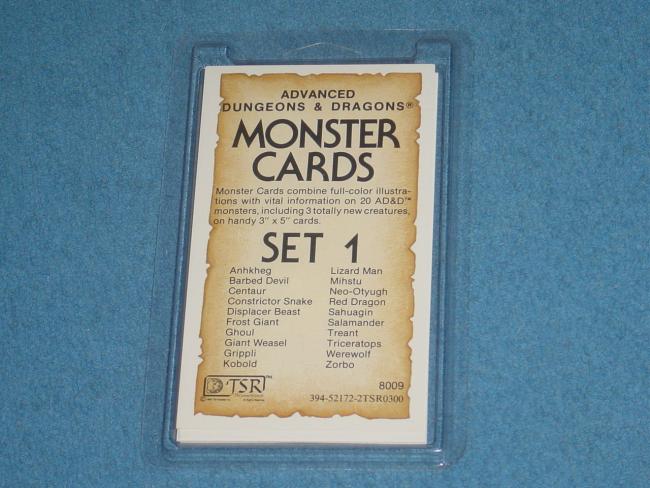 ADVANCED
DUNGEONS & DRAGONS®
MONSTER
CARDS
Monster Cards combine full-color illustra-
tions with vital information on 20 AD&D™
monsters, including 3 totally new creatures,
on handy 3" x 5" cards.
SET 1
Anhkheg
Barbed Devil
Centaur
Constrictor Snake
Displacer Beast
Frost Giant
Ghoul
Giant Weasel
Grippli
Kobold
Lizard Man
Mihstu
Neo-Otyugh
Red Dragon
Sahuagin
Salamander
Treant
Triceratops
Werewolf
Zorbo
TSR™
8009
394-52172-2TSR0300